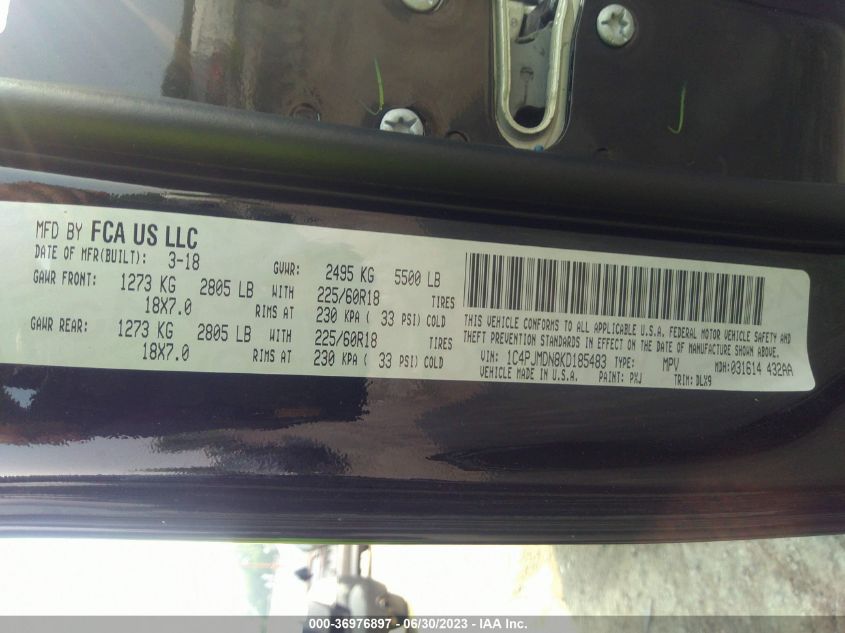 MFD BY FCA US LLC
DATE OF MFR(BUILT): 3-18 GVWR: 2495 KG 5500 LB
GAWR FRONT: 1273 KG 2805 LB WITH 225/60R18 TIRES
18X7.0 RIMS AT 230 KPA ( 33 PSI) COLD
GAWR REAR: 1273 KG 2805 LB WITH 225/60R18 TIRES
18X7.0 RIMS AT 230 KPA ( 33 PSI) COLD
THIS VEHICLE CONFORMS TO ALL APPLICABLE U.S.A. FEDERAL MOTOR VEHICLE SAFETY AND
THEFT PREVENTION STANDARDS IN EFFECT ON THE DATE OF MANUFACTURE SHOWN ABOVE.
VIN: 1C4PJMDN8KD185483 TYPE: MPV MDH:031614 432AA
VEHICLE MADE IN U.S.A. PAINT: PXJ TRIM: DLX9
000-36976897 - 06/30/2023 - IAA Inc.